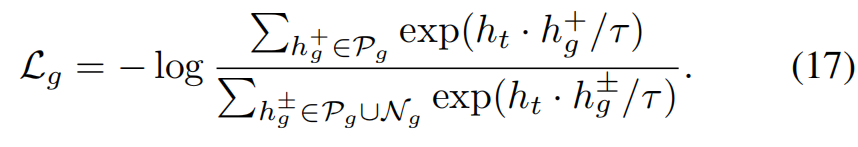 $$\mathcal{L}_g = -\log \frac{\sum_{h_g^+ \in \mathcal{P}_g} \exp(h_t \cdot h_g^+ / \tau)}{\sum_{h_g^{\pm} \in \mathcal{P}_g \cup \mathcal{N}_g} \exp(h_t \cdot h_g^{\pm} / \tau)}. \quad (17)$$